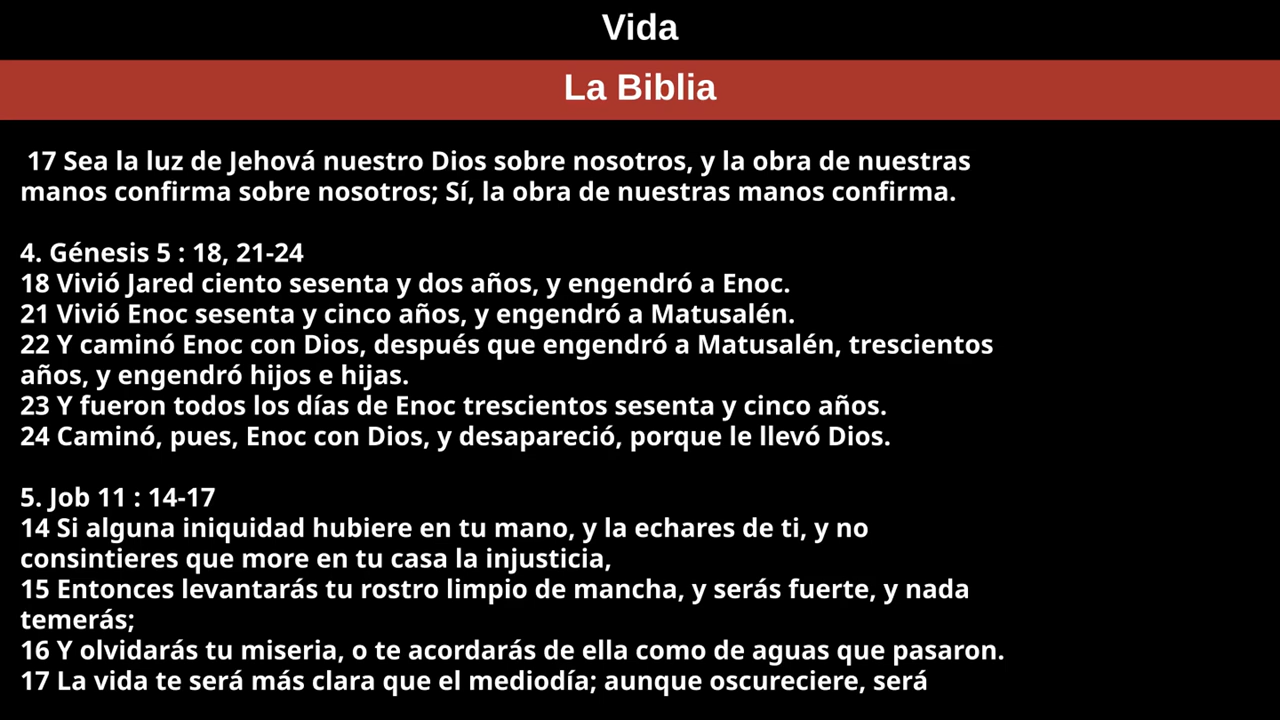 Vida
La Biblia
17 Sea la luz de Jehová nuestro Dios sobre nosotros, y la obra de nuestras
manos confirma sobre nosotros; Sí, la obra de nuestras manos confirma.
4. Génesis 5 : 18, 21-24
18 Vivió Jared ciento sesenta y dos años, y engendró a Enoc.
21 Vivió Enoc sesenta y cinco años, y engendró a Matusalén.
22 Y caminó Enoc con Dios, después que engendró a Matusalén, trescientos
años, y engendró hijos e hijas.
23 Y fueron todos los días de Enoc trescientos sesenta y cinco años.
24 Caminó, pues, Enoc con Dios, y desapareció, porque le llevó Dios.
5. Job 11 : 14-17
14 Si alguna iniquidad hubiere en tu mano, y la echares de ti, y no
consintieres que more en tu casa la injusticia,
15 Entonces levantarás tu rostro limpio de mancha, y serás fuerte, y nada
temerás;
16 Y olvidarás tu miseria, o te acordarás de ella como de aguas que pasaron.
17 La vida te será más clara que el mediodía; aunque oscureciere, será